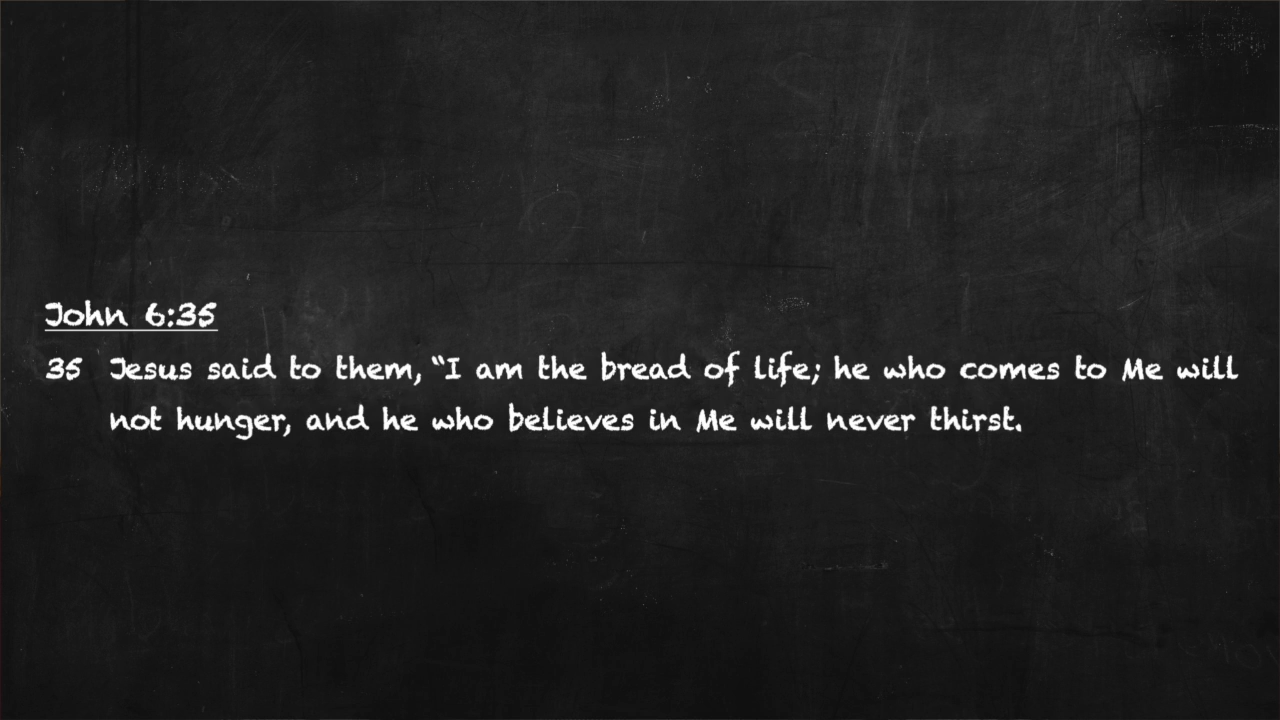 John 6:35
35 Jesus said to them, “I am the bread of life; he who comes to Me will
not hunger, and he who believes in Me will never thirst.